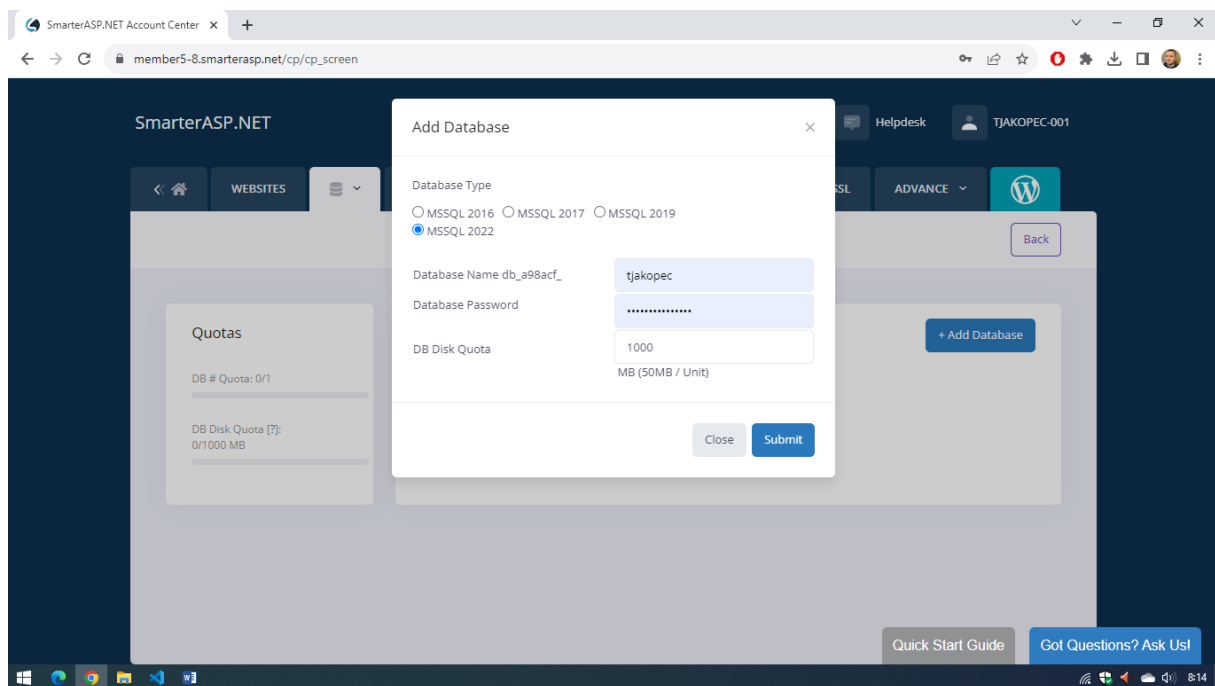 SmarterASP.NET Account Center
member5-8.smarterasp.net/cp/cp_screen
SmarterASP.NET
Helpdesk
TJAKOPEC-001
WEBSITES
SSL
ADVANCE
Back
Add Database
Database Type
MSSQL 2016 MSSQL 2017 MSSQL 2019
MSSQL 2022
Database Name db_a98acf_ tjakopec
Database Password •••••••••••••••
DB Disk Quota 1000
MB (50MB / Unit)
Close Submit
Quotas
DB # Quota: 0/1
DB Disk Quota [?]:
0/1000 MB
+ Add Database
Quick Start Guide
Got Questions? Ask Us!
8:14